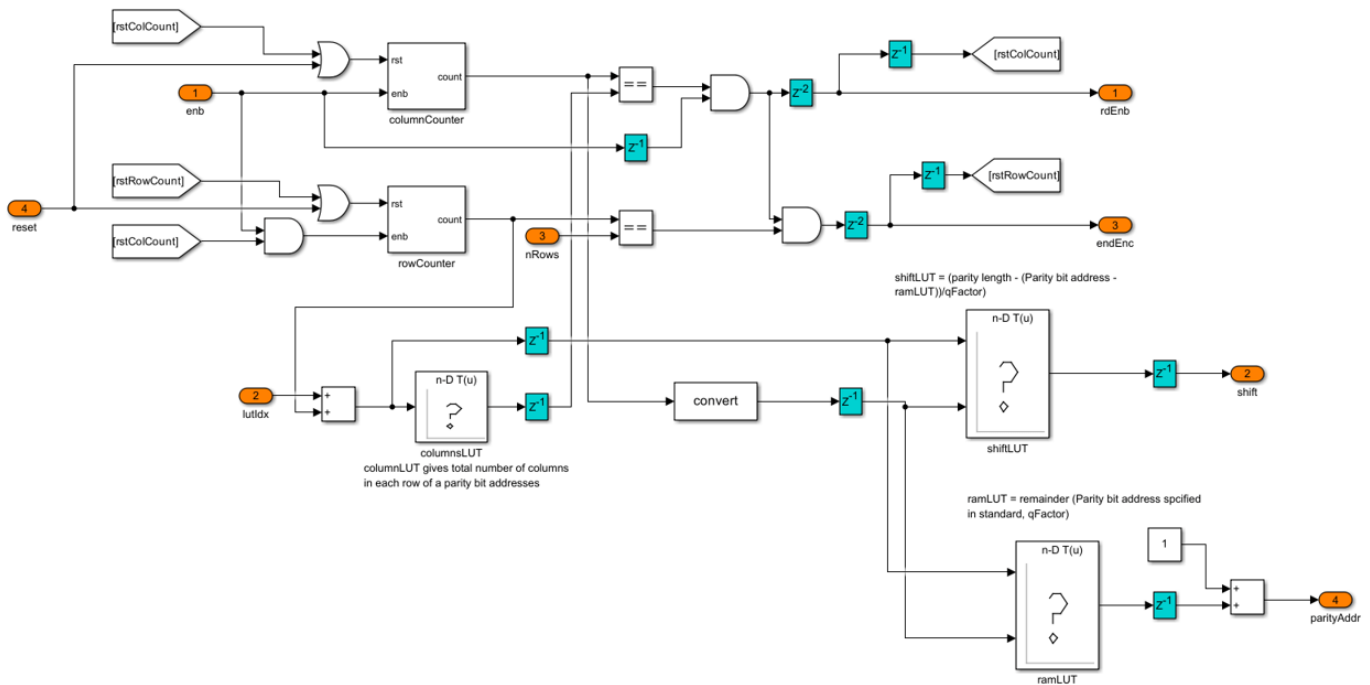 [rstColCount]
rst
enb
count
columnCounter
1
enb
==
z-1
z-2
z-1
[rstColCount]
1
rdEnb
[rstRowCount]
4
reset
[rstColCount]
rst
enb
count
rowCounter
3
nRows
==
z-2
z-1
[rstRowCount]
3
endEnc
shiftLUT = (parity length - (Parity bit address -
ramLUT))/qFactor)
2
lutIdx
+
+
n-D T(u)
columnsLUT
columnLUT gives total number of columns
in each row of a parity bit addresses
z-1
z-1
convert
z-1
n-D T(u)
shiftLUT
z-1
2
shift
ramLUT = remainder (Parity bit address spcified
in standard, qFactor)
n-D T(u)
ramLUT
1
z-1
+
+
4
parityAddr